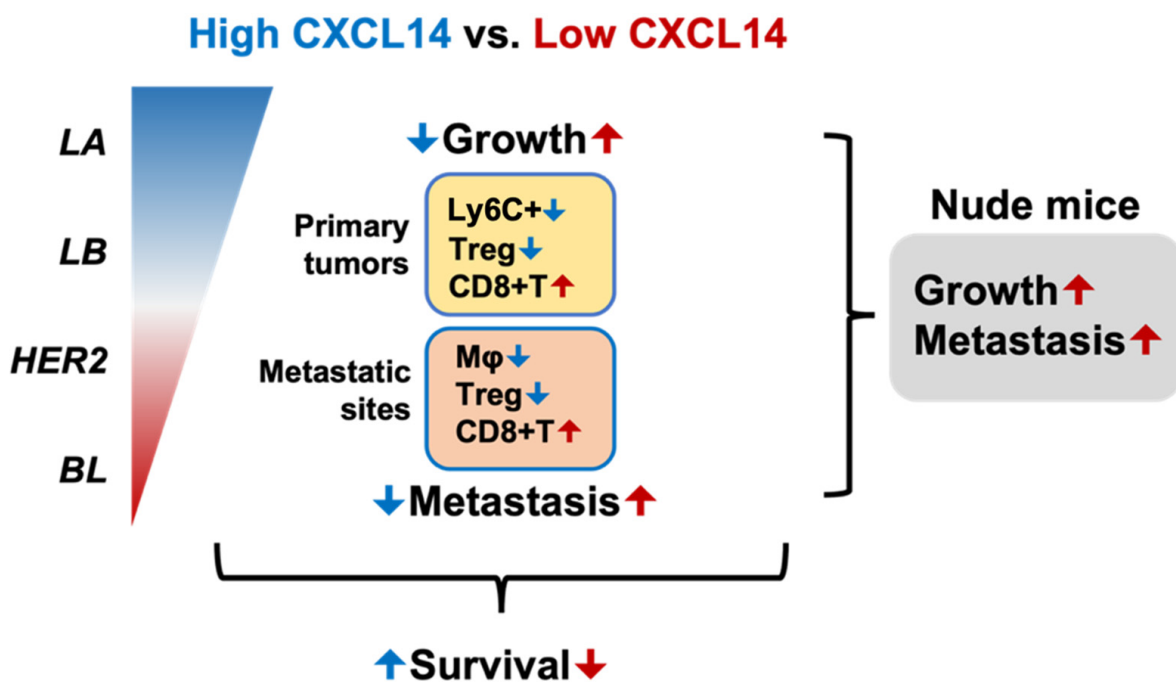 High CXCL14 vs. Low CXCL14
LA
LB
HER2
BL
↓Growth↑
Primary
tumors
Ly6C+↓
Treg↓
CD8+T↑
Metastatic
sites
Mφ↓
Treg↓
CD8+T↑
↓Metastasis↑
Nude mice
Growth↑
Metastasis↑
↑Survival↓